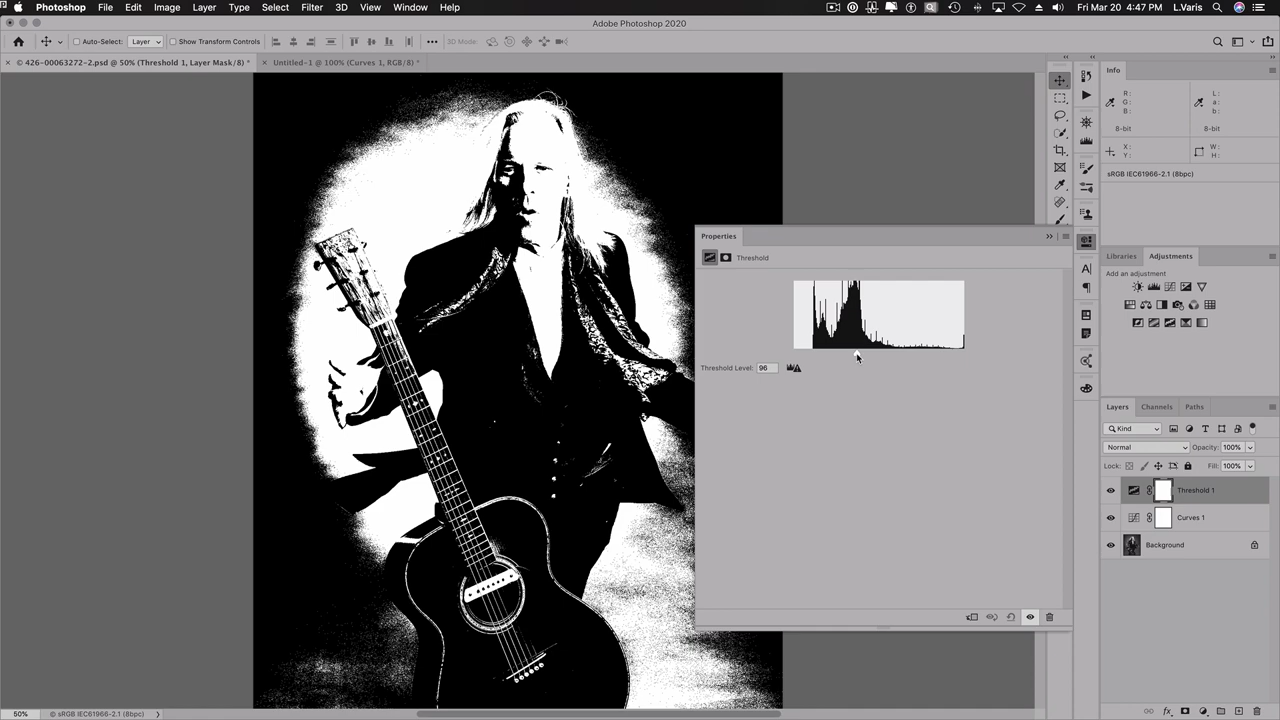 Photoshop File Edit Image Layer Type Select Filter 3D View Window Help Fri Mar 20 4:47 PM L.Varis
Adobe Photoshop 2020
Auto-Select: Layer Show Transform Controls ••• 3D Mode:
© 426-00063272-2.psd @ 50% (Threshold 1, Layer Mask/8) * Untitled-1 @ 100% (Curves 1, RGB/8) *
Info
R: L:
G: a:
B: b:
8-bit 8-bit
X: W:
Y: H:
sRGB IEC61966-2.1 (8bpc)
Properties
Threshold
Threshold Level: 96
Libraries Adjustments
Add an adjustment
Layers Channels Paths
Kind
Normal Opacity: 100%
Lock: Fill: 100%
Threshold 1
Curves 1
Background
fx
50% © sRGB IEC61966-2.1 (8bpc)